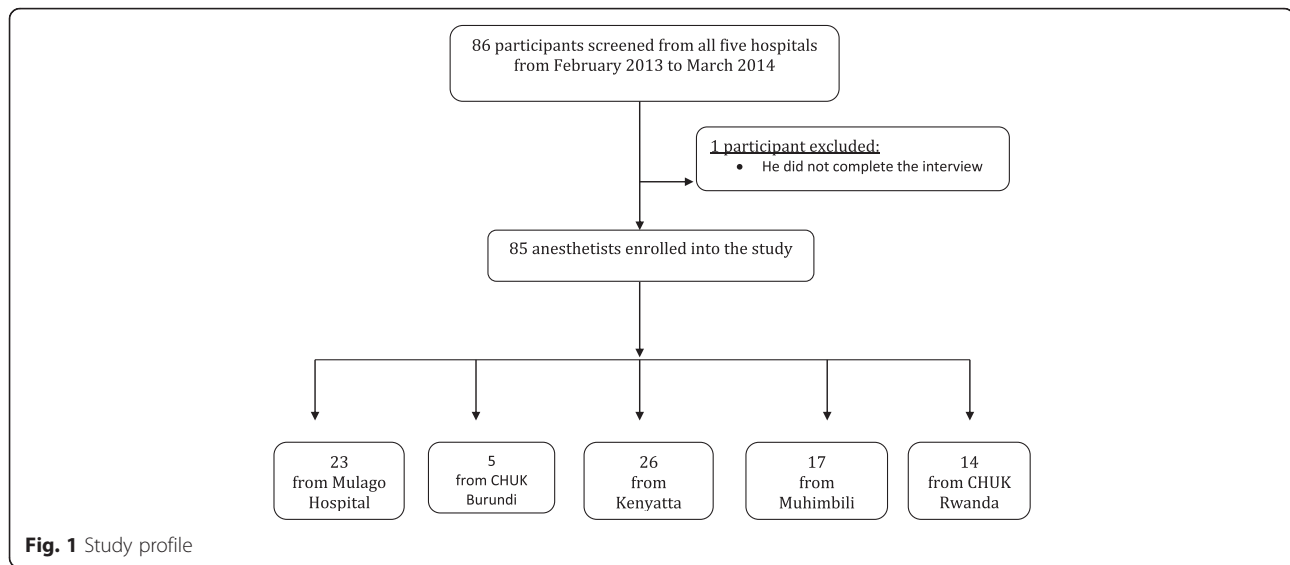 86 participants screened from all five hospitals
from February 2013 to March 2014
1 participant excluded:
• He did not complete the interview
85 anesthetists enrolled into the study
23
from Mulago
Hospital
5
from CHUK
Burundi
26
from
Kenyatta
17
from
Muhimbili
14
from CHUK
Rwanda
Fig. 1 Study profile